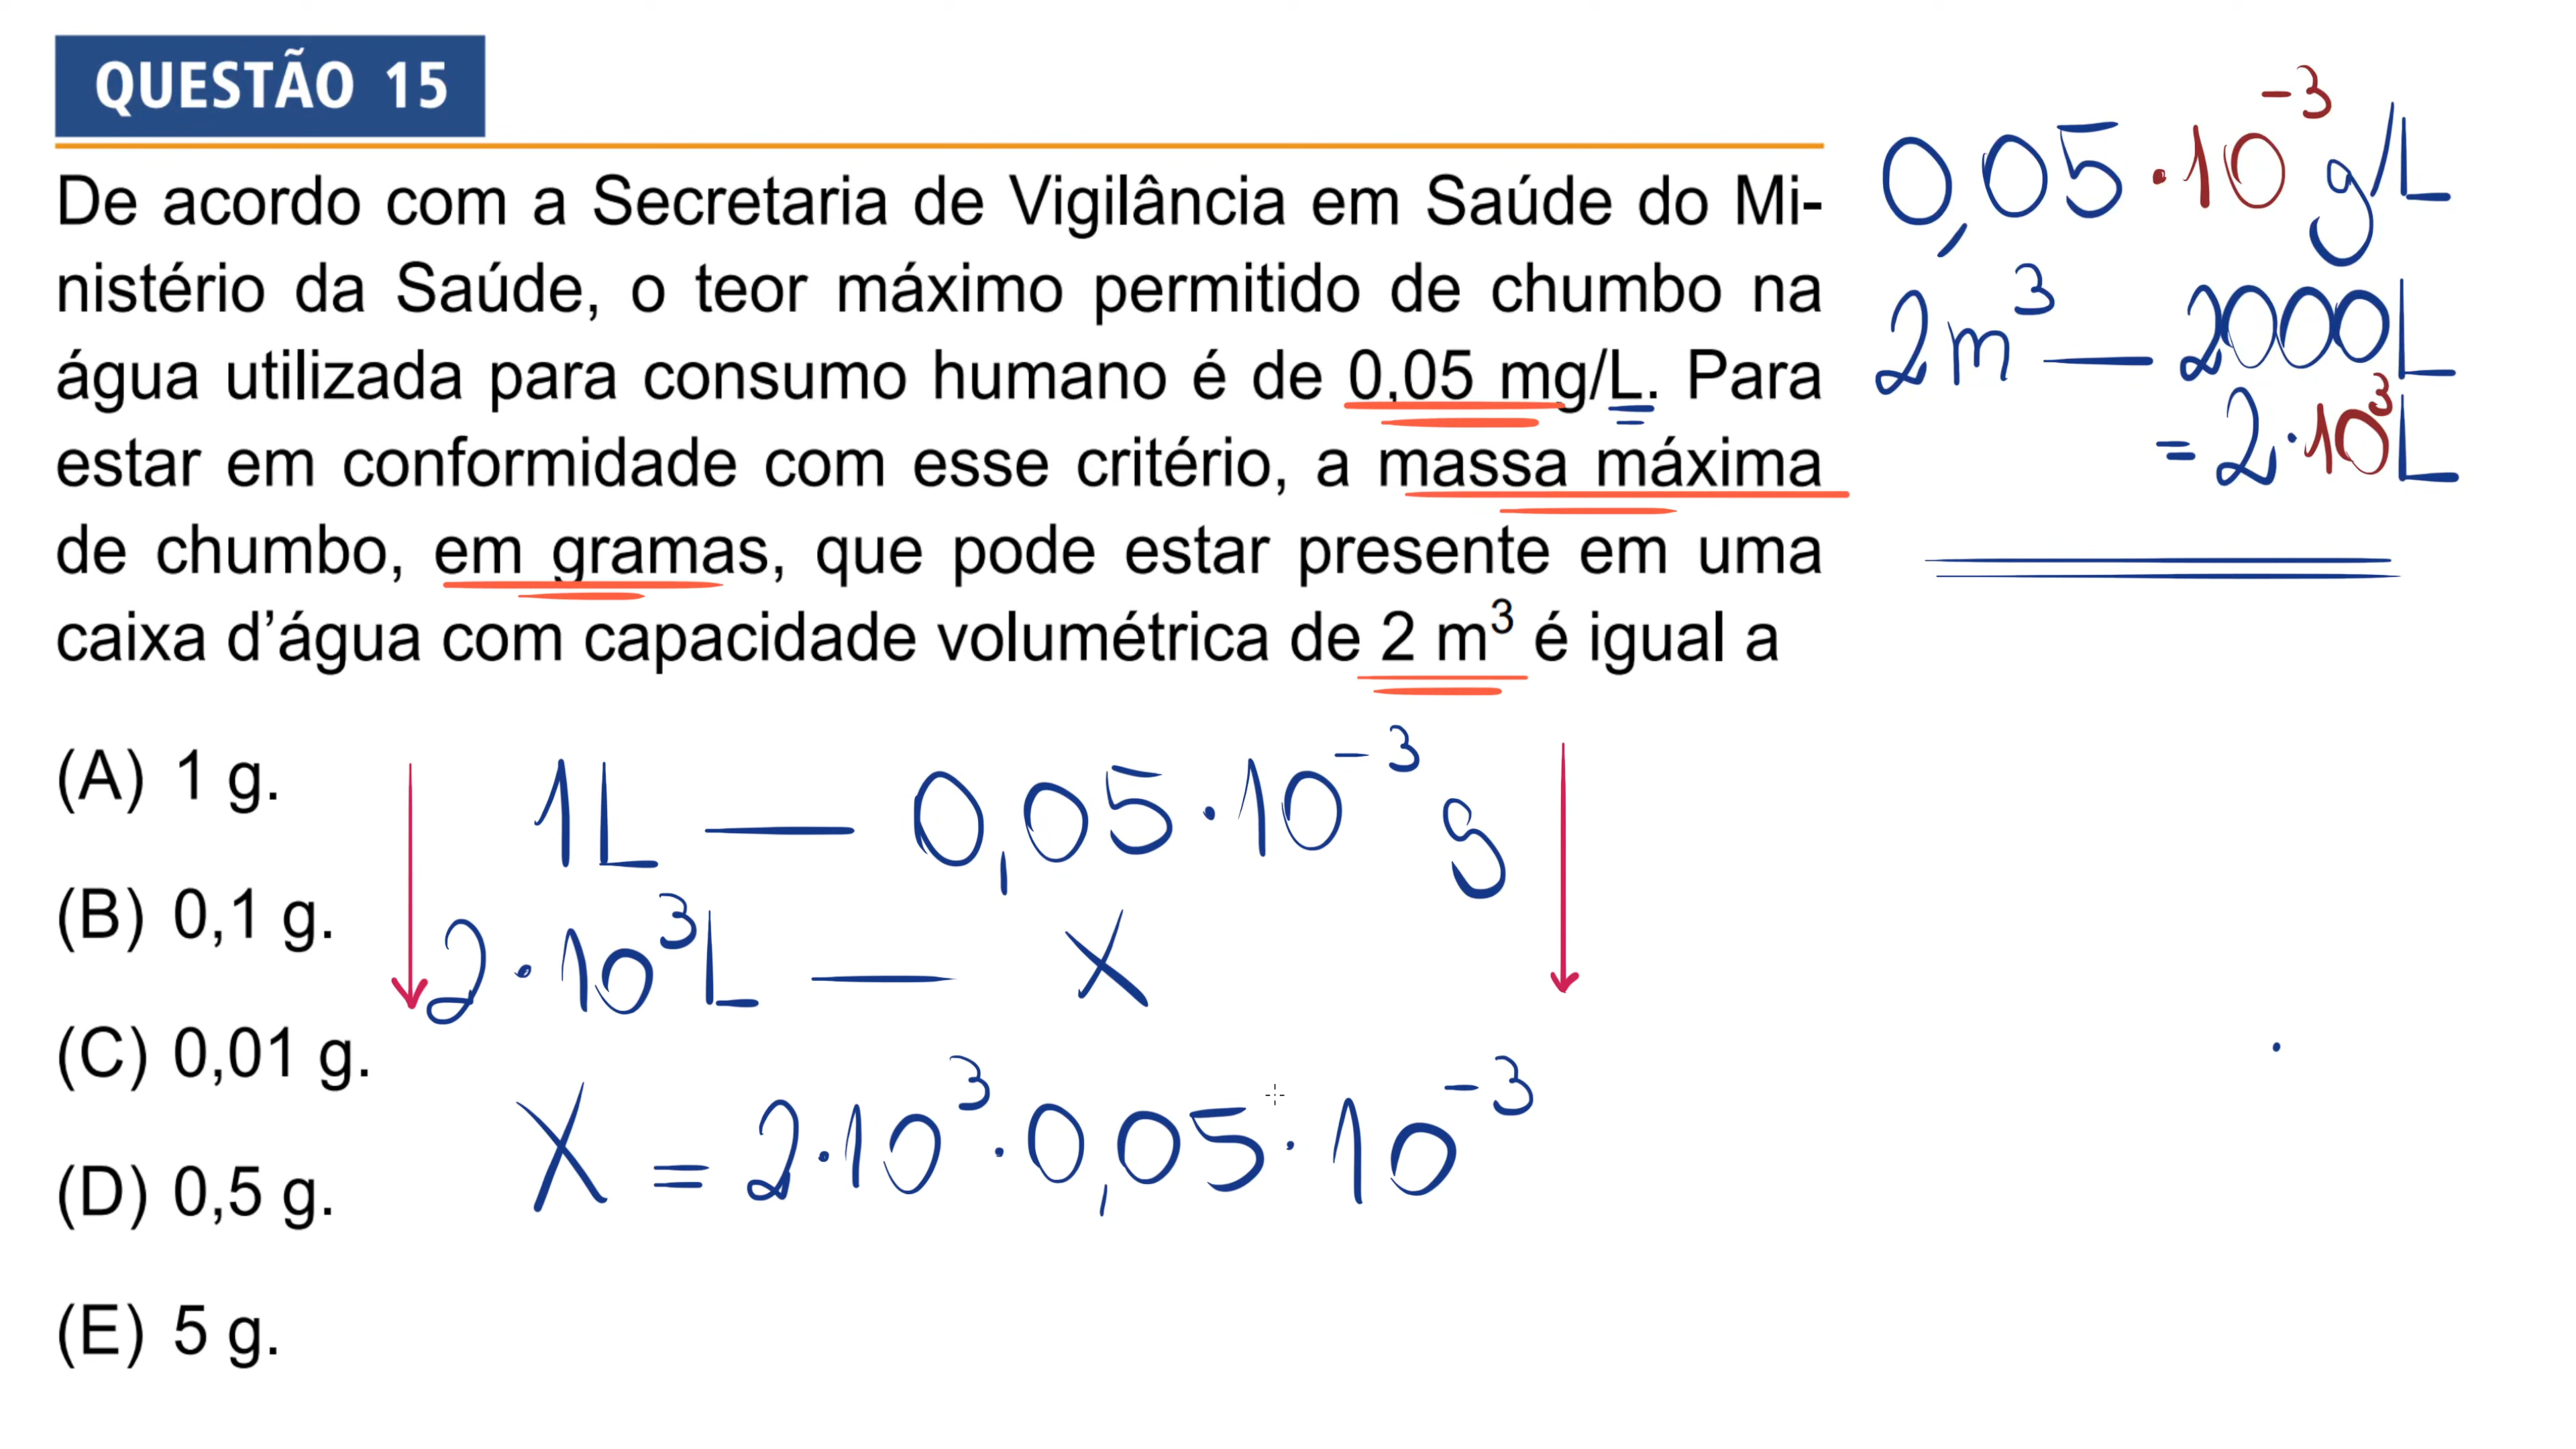 QUESTÃO 15
De acordo com a Secretaria de Vigilância em Saúde do Mi-
nistério da Saúde, o teor máximo permitido de chumbo na
água utilizada para consumo humano é de 0,05 mg/L. Para
estar em conformidade com esse critério, a massa máxima
de chumbo, em gramas, que pode estar presente em uma
caixa d’água com capacidade volumétrica de 2 m³ é igual a
(A) 1 g.
(B) 0,1 g.
(C) 0,01 g.
(D) 0,5 g.
(E) 5 g.
0,05·10⁻³ g/L
2m³ — 2000L
= 2·10³L
1L — 0,05·10⁻³ g
2·10³L — X
X = 2·10³·0,05·10⁻³